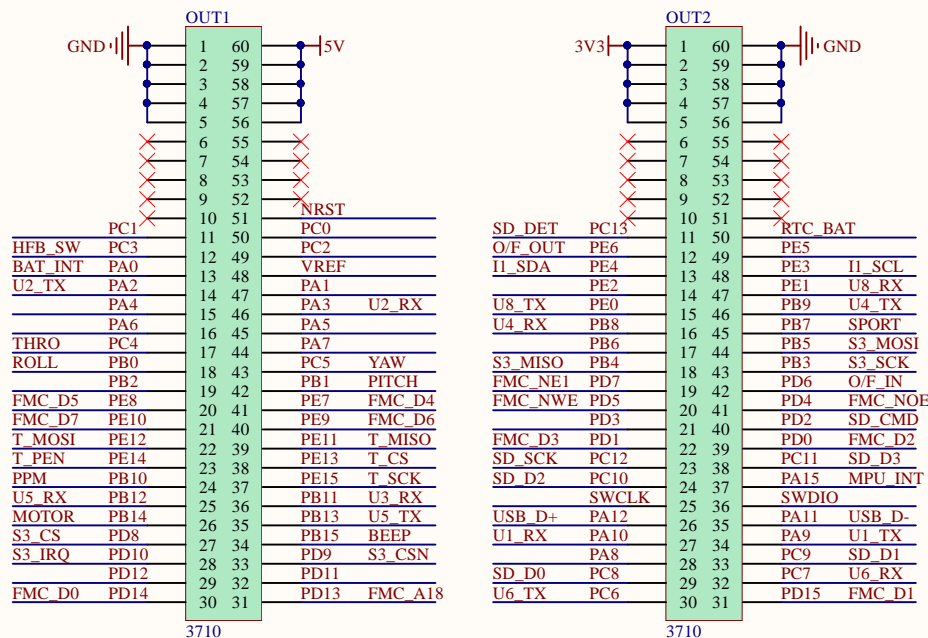 OUT1
GND 1 60 5V
2 59
3 58
4 57
5 56
6 55
7 54
8 53
9 52
10 51 NRST
PC1 11 50 PC0
HFB_SW PC3 12 49 PC2
BAT_INT PA0 13 48 VREF
U2_TX PA2 14 47 PA1
PA4 15 46 PA3 U2_RX
PA6 16 45 PA5
THRO PC4 17 44 PA7
ROLL PB0 18 43 PC5 YAW
PB2 19 42 PB1 PITCH
FMC_D5 PE8 20 41 PE7 FMC_D4
FMC_D7 PE10 21 40 PE9 FMC_D6
T_MOSI PE12 22 39 PE11 T_MISO
T_PEN PE14 23 38 PE13 T_CS
PPM PB10 24 37 PE15 T_SCK
U5_RX PB12 25 36 PB11 U3_RX
MOTOR PB14 26 35 PB13 U5_TX
S3_CS PD8 27 34 PB15 BEEP
S3_IRQ PD10 28 33 PD9 S3_CSN
PD12 29 32 PD11
FMC_D0 PD14 30 31 PD13 FMC_A18
3710
OUT2
3V3 1 60 GND
2 59
3 58
4 57
5 56
6 55
7 54
8 53
9 52
10 51
SD_DET PC13 11 50 RTC_BAT
O/F_OUT PE6 12 49 PE5
I1_SDA PE4 13 48 PE3 I1_SCL
PE2 14 47 PE1 U8_RX
U8_TX PE0 15 46 PB9 U4_TX
U4_RX PB8 16 45 PB7 SPORT
PB6 17 44 PB5 S3_MOSI
S3_MISO PB4 18 43 PB3 S3_SCK
FMC_NE1 PD7 19 42 PD6 O/F_IN
FMC_NWE PD5 20 41 PD4 FMC_NOE
PD3 21 40 PD2 SD_CMD
FMC_D3 PD1 22 39 PD0 FMC_D2
SD_SCK PC12 23 38 PC11 SD_D3
SD_D2 PC10 24 37 PA15 MPU_INT
SWCLK 25 36 SWDIO
USB_D+ PA12 26 35 PA11 USB_D-
U1_RX PA10 27 34 PA9 U1_TX
PA8 28 33 PC9 SD_D1
SD_D0 PC8 29 32 PC7 U6_RX
U6_TX PC6 30 31 PD15 FMC_D1
3710